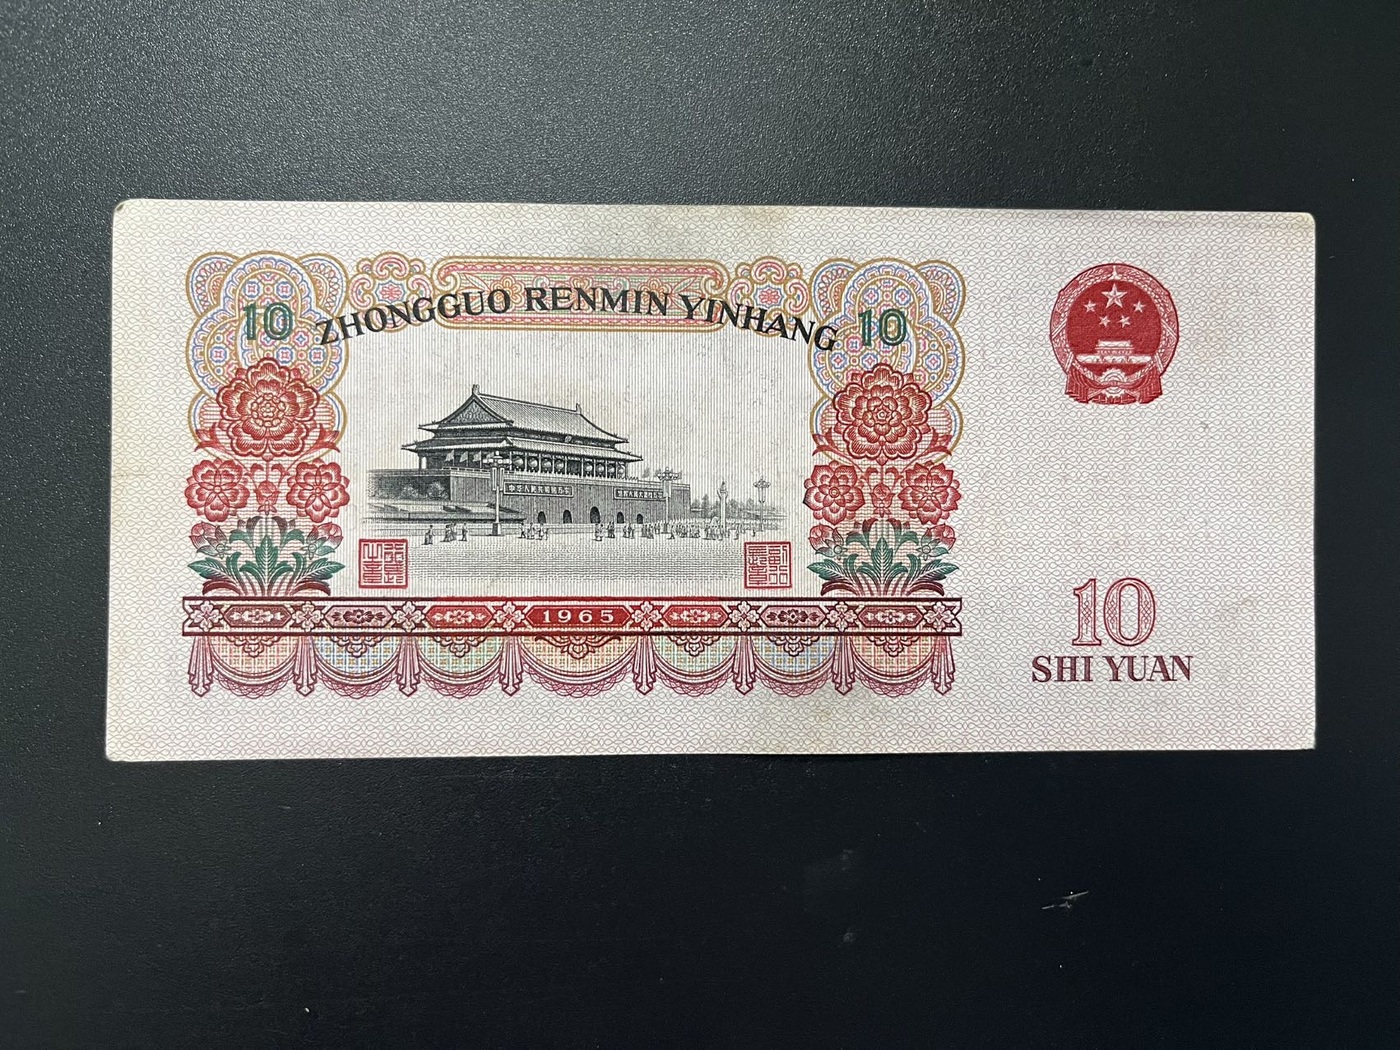 10 ZHONGGUO RENMIN YINHANG 10
1965
10
SHI YUAN